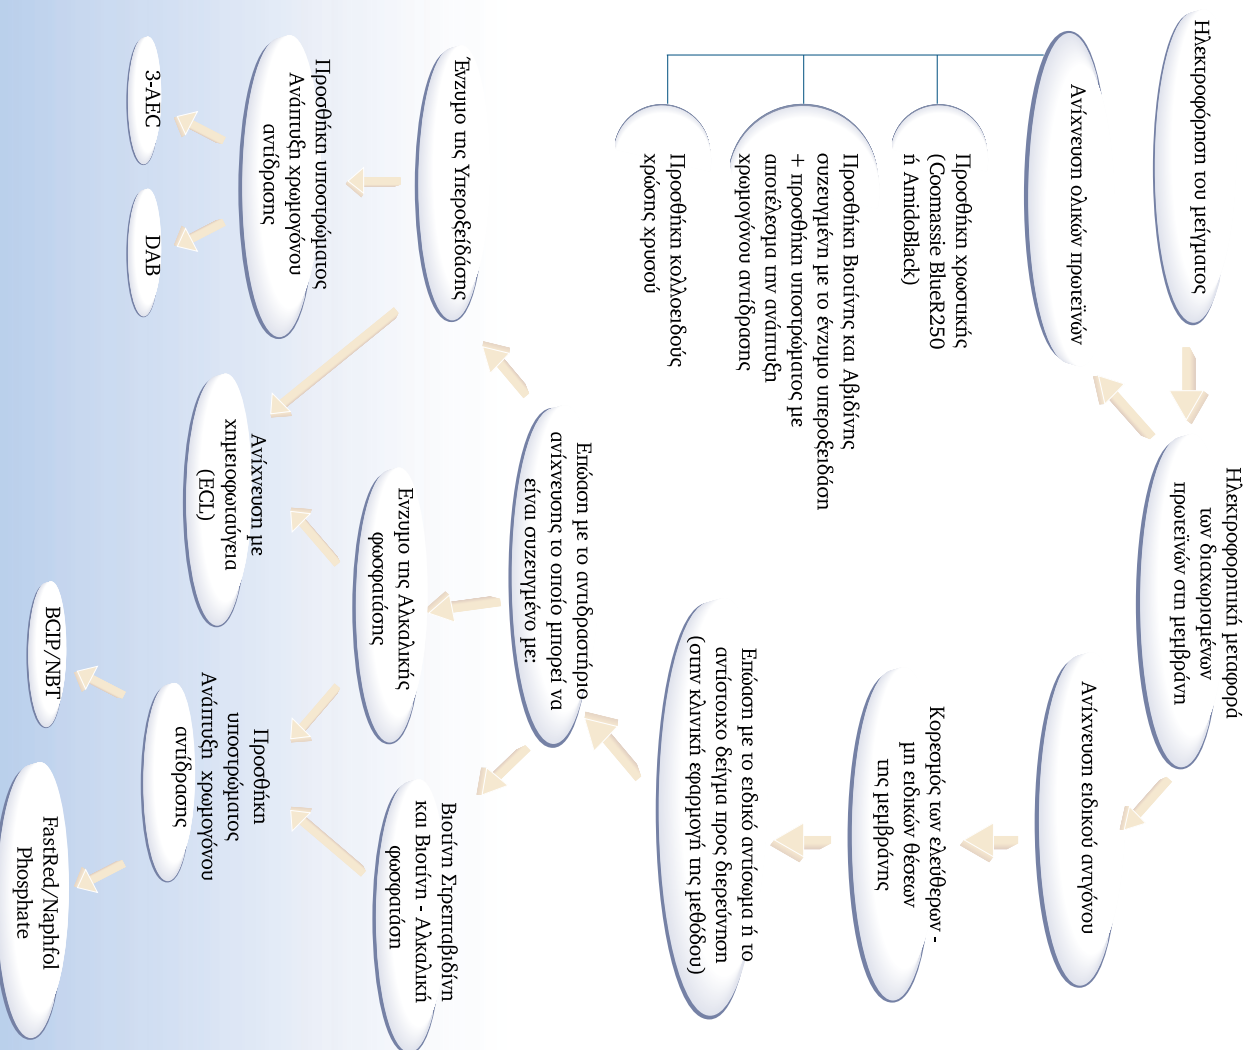 Ηλεκτροφόρηση του μείγματος
Ηλεκτροφορητική μεταφορά
των διαχωρισμένων
πρωτεϊνών στη μεμβράνη
Ανίχνευση ολικών πρωτεϊνών
Προσθήκη χρωστικής
(Coomassie BlueR250
ή AmidoBlack)
Προσθήκη Βιοτίνης και Αβιδίνης
συζευγμένη με το ένζυμο υπεροξειδάση
+ προσθήκη υποστρώματος με
αποτέλεσμα την ανάπτυξη
χρωμογόνου αντίδρασης
Προσθήκη κολλοειδούς
χρώσης χρυσού
Ανίχνευση ειδικού αντιγόνου
Κορεσμός των ελεύθερων -
μη ειδικών θέσεων
της μεμβράνης
Επώαση με το ειδικό αντίσωμα ή το
αντίστοιχο δείγμα προς διερεύνηση
(στην κλινική εφαρμογή της μεθόδου)
Επώαση με το αντιδραστήριο
ανίχνευσης το οποίο μπορεί να
είναι συζευγμένο με:
Ένζυμο της Υπεροξείδάσης
Ενζυμο της Αλκαλικής
φωσφατάσης
Βιοτίνη Στρεπταβιδίνη
και Βιοτίνη - Αλκαλική
φωσφατάση
Προσθήκη υποστρώματος
Ανάπτυξη χρωμογόνου
αντίδρασης
Ανίχνευση με
χημειοφωταύγεια
(ECL)
Προσθήκη
υποστρώματος
Ανάπτυξη χρωμογόνου
αντίδρασης
3-AEC
DAB
BCIP/NBT
FastRed/Naphfol
Phosphate